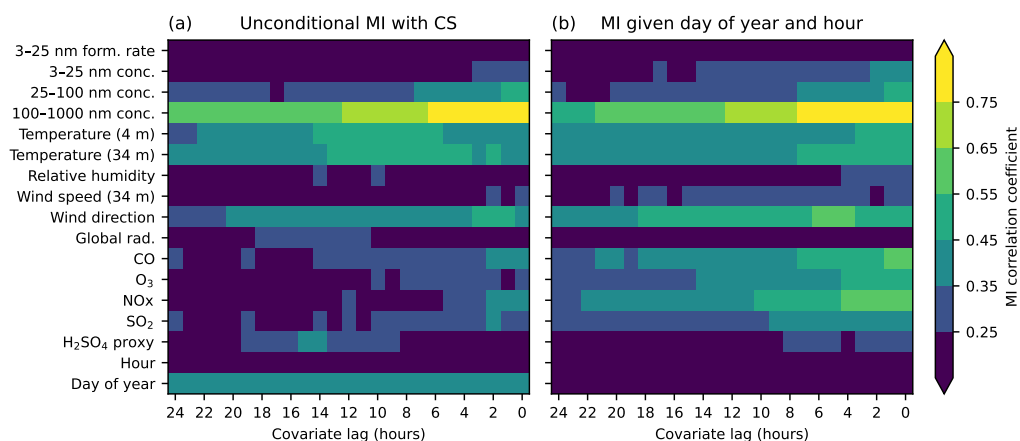 (a) Unconditional MI with CS
(b) MI given day of year and hour
3–25 nm form. rate
3–25 nm conc.
25–100 nm conc.
100–1000 nm conc.
Temperature (4 m)
Temperature (34 m)
Relative humidity
Wind speed (34 m)
Wind direction
Global rad.
CO
O₃
NOx
SO₂
H₂SO₄ proxy
Hour
Day of year
24 22 20 18 16 14 12 10 8 6 4 2 0
Covariate lag (hours)
24 22 20 18 16 14 12 10 8 6 4 2 0
Covariate lag (hours)
0.75
0.65
0.55
0.45
0.35
0.25
MI correlation coefficient